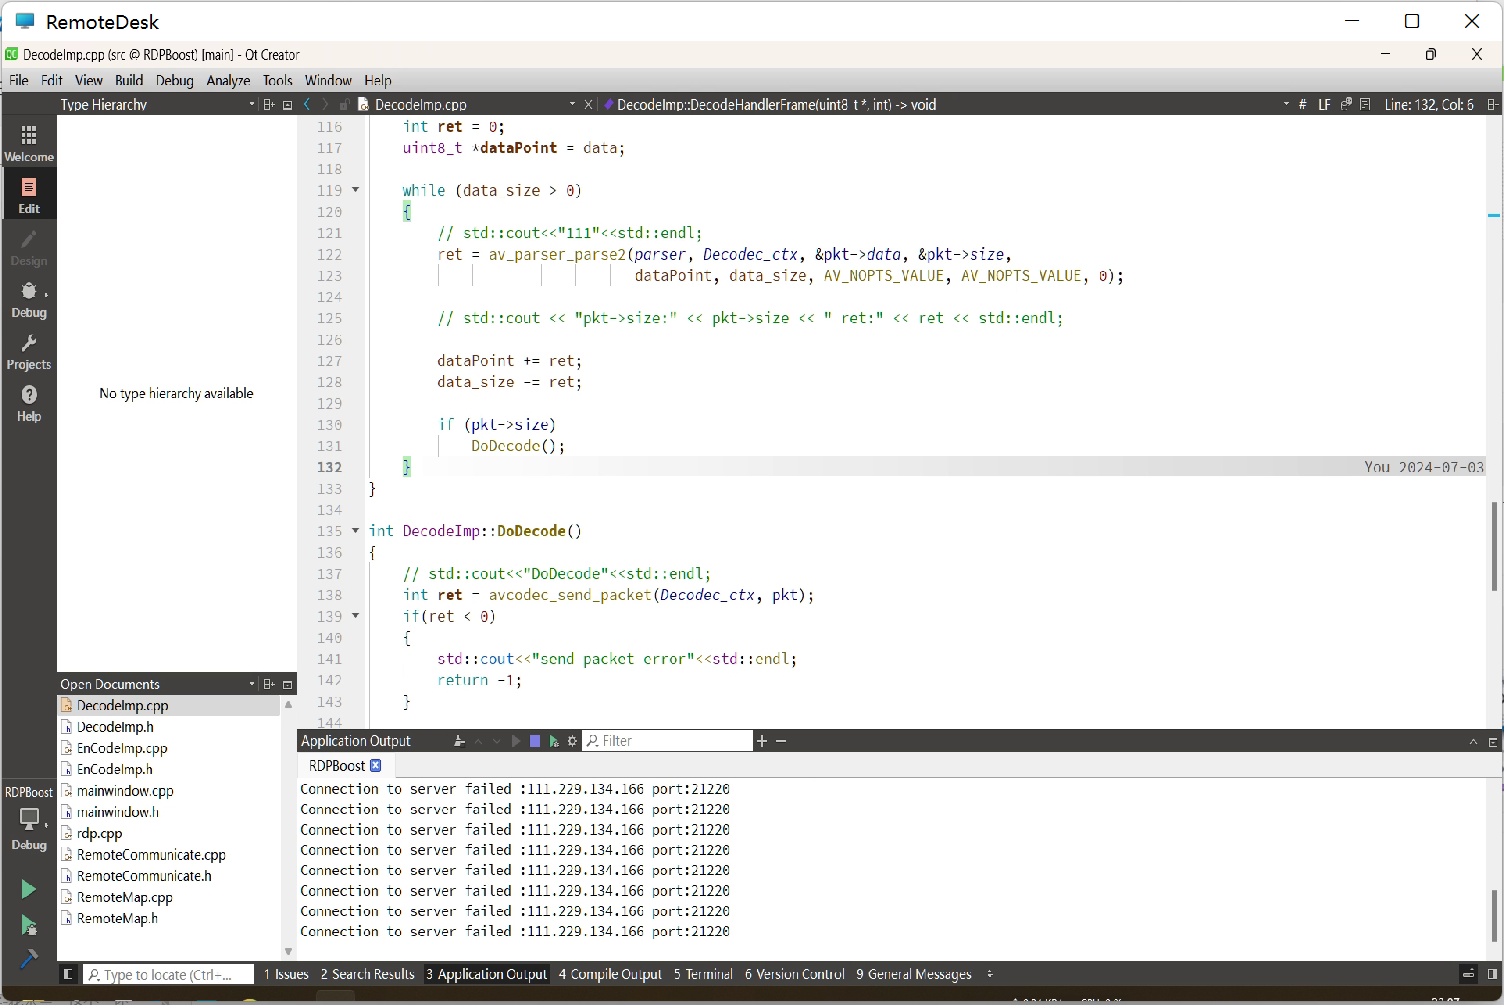 RemoteDesk
DecodeImp.cpp (src @ RDPBoost) [main] - Qt Creator
File Edit View Build Debug Analyze Tools Window Help
Type Hierarchy
DecodeImp.cpp
DecodeImp::DecodeHandlerFrame(uint8_t *, int) -> void
# LF
Line: 132, Col: 6
Welcome
Edit
Design
Debug
Projects
Help
No type hierarchy available
116 int ret = 0;
117 uint8_t *dataPoint = data;
118
119 while (data_size > 0)
120 {
121 // std::cout<<"111"<<std::endl;
122 ret = av_parser_parse2(parser, Decodec_ctx, &pkt->data, &pkt->size,
123 dataPoint, data_size, AV_NOPTS_VALUE, AV_NOPTS_VALUE, 0);
124
125 // std::cout << "pkt->size:" << pkt->size << " ret:" << ret << std::endl;
126
127 dataPoint += ret;
128 data_size -= ret;
129
130 if (pkt->size)
131 DoDecode();
132 } You 2024-07-03
133 }
134
135 int DecodeImp::DoDecode()
136 {
137 // std::cout<<"DoDecode"<<std::endl;
138 int ret = avcodec_send_packet(Decodec_ctx, pkt);
139 if(ret < 0)
140 {
141 std::cout<<"send packet error"<<std::endl;
142 return -1;
143 }
144
Open Documents
DecodeImp.cpp
DecodeImp.h
EnCodeImp.cpp
EnCodeImp.h
mainwindow.cpp
mainwindow.h
rdp.cpp
RemoteCommunicate.cpp
RemoteCommunicate.h
RemoteMap.cpp
RemoteMap.h
RDPBoost
Debug
Application Output
Filter
RDPBoost
Connection to server failed :111.229.134.166 port:21220
Connection to server failed :111.229.134.166 port:21220
Connection to server failed :111.229.134.166 port:21220
Connection to server failed :111.229.134.166 port:21220
Connection to server failed :111.229.134.166 port:21220
Connection to server failed :111.229.134.166 port:21220
Connection to server failed :111.229.134.166 port:21220
Connection to server failed :111.229.134.166 port:21220
Type to locate (Ctrl+...
1 Issues 2 Search Results 3 Application Output 4 Compile Output 5 Terminal 6 Version Control 9 General Messages